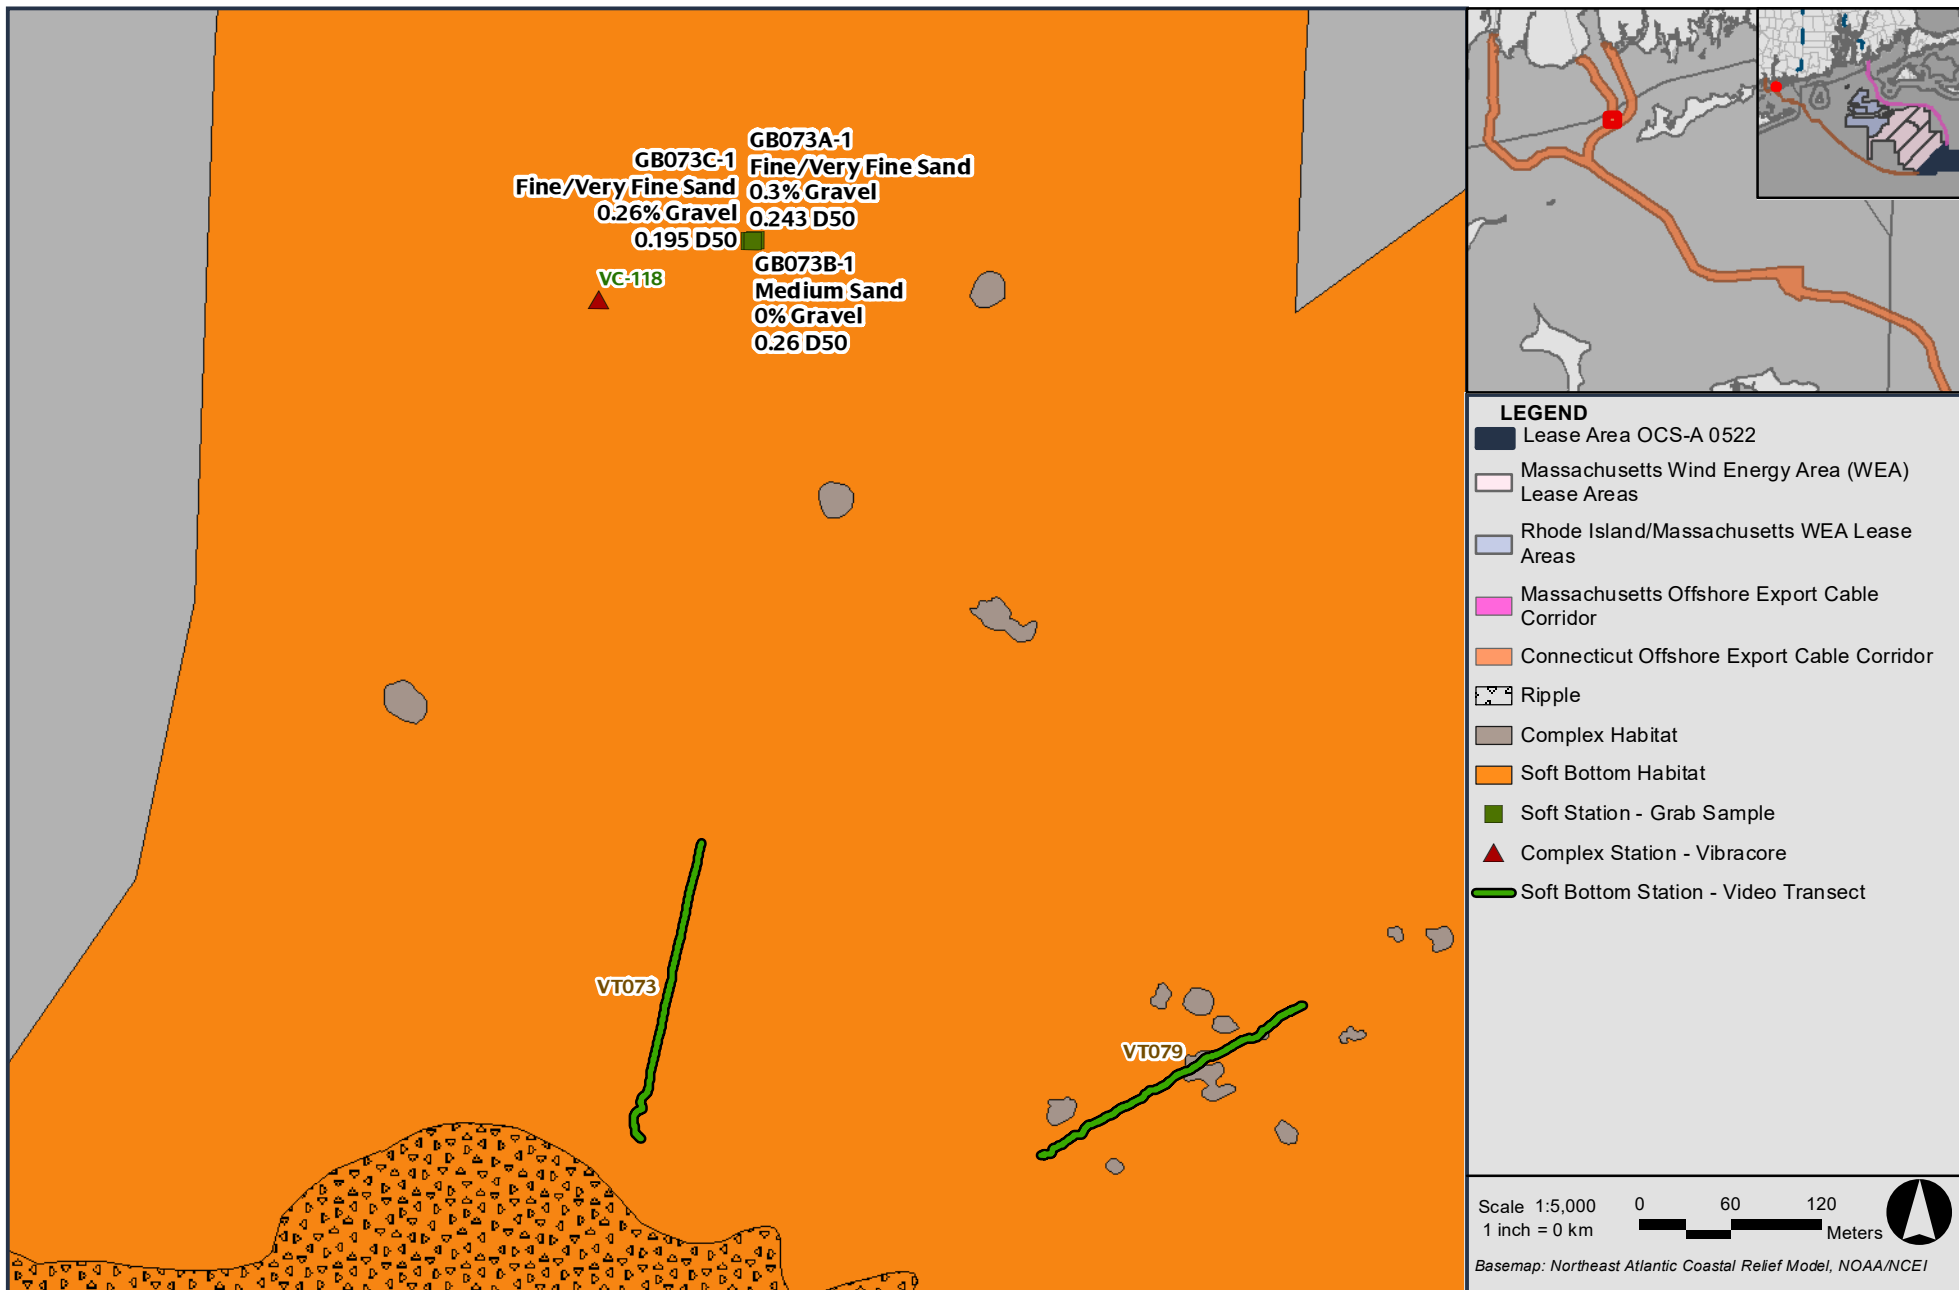 GB073A-1
Fine/Very Fine Sand
0.3% Gravel
0.243 D50
GB073C-1
Fine/Very Fine Sand
0.26% Gravel
0.195 D50
GB073B-1
Medium Sand
0% Gravel
0.26 D50
VC-118
VT073
VT079
LEGEND
Lease Area OCS-A 0522
Massachusetts Wind Energy Area (WEA)
Lease Areas
Rhode Island/Massachusetts WEA Lease
Areas
Massachusetts Offshore Export Cable
Corridor
Connecticut Offshore Export Cable Corridor
Ripple
Complex Habitat
Soft Bottom Habitat
Soft Station - Grab Sample
Complex Station - Vibracore
Soft Bottom Station - Video Transect
Scale 1:5,000
1 inch = 0 km
0 60 120
Meters
Basemap: Northeast Atlantic Coastal Relief Model, NOAA/NCEI